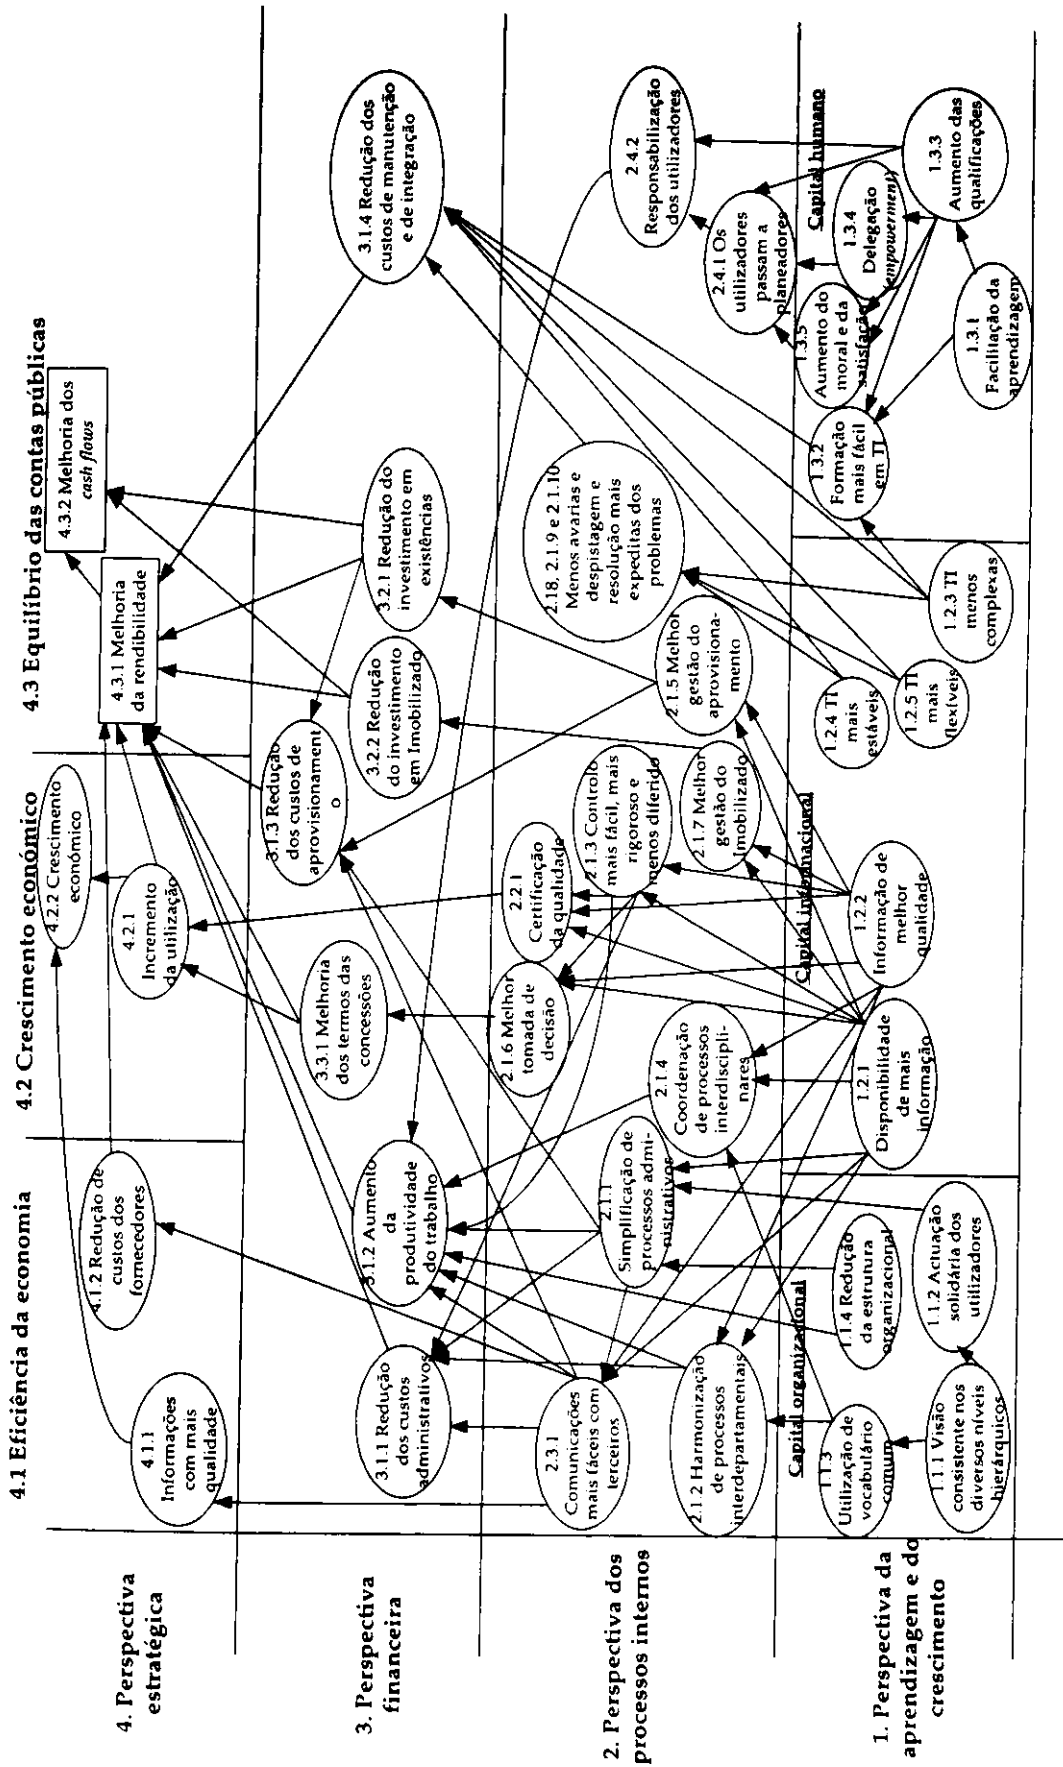 4.1 Eficiência da economia
4.2 Crescimento económico
4.3 Equilíbrio das contas públicas
4. Perspectiva
estratégica
4.1.1
Informações
com mais
qualidade
4.1.2 Redução de
custos dos
fornecedores
4.2.1
Incremento
da utilização
4.2.2 Crescimento
económico
4.3.1 Melhoria
da rendibilidade
4.3.2 Melhoria dos
cash flows
3. Perspectiva
financeira
3.1.1 Redução
dos custos
administrativos
3.1.2 Aumento
da
produtividade
do trabalho
3.3.1 Melhoria
dos termos das
concessões
3.1.3 Redução
dos custos de
aprovisionament
o
3.2.2 Redução
do investimento
em Imobilizado
3.2.1 Redução do
investimento em
existências
3.1.4 Redução dos
custos de manutenção
e de integração
2. Perspectiva dos
processos internos
2.3.1
Comunicações
mais fáceis com
terceiros
2.1.2 Harmonização
de processos
interdepartamentais
2.1.1
Simplificação de
processos admi-
nistrativos
2.1.4
Coordenação
de processos
interdiscipli-
nares
2.1.6 Melhor
tomada de
decisão
2.2.1
Certificação
da qualidade
2.1.3 Controlo
mais fácil, mais
rigoroso e
menos diferido
2.1.7 Melhor
gestão do
Imobilizado
2.1.5 Melhor
gestão do
aprovisiona-
mento
2.18. 2.1.9 e 2.1.10
Menos avarias e
despistagem e
resolução mais
expeditas dos
problemas
2.4.1 Os
utilizadores
passam a
planeadores
2.4.2
Responsabilização
dos utilizadores
1. Perspectiva da
aprendizagem e do
crescimento
Capital organizacional
1.1.3
Utilização de
vocabulário
comum
1.1.1 Visão
consistente nos
diversos níveis
hierárquicos
1.1.4 Redução
da estrutura
organizacional
1.1.2 Actuação
solidária dos
utilizadores
Capital informacional
1.2.1
Disponibilidade
de mais
informação
1.2.2
Informação de
melhor
qualidade
1.2.4 TI
mais
estáveis
1.2.5 TI
mais
flexíveis
1.2.3 TI
menos
complexas
Capital humano
1.3.2
Formação
mais fácil
em TI
1.3.5
Aumento do
moral e da
satisfação
1.3.4
Delegação
(empowerment)
1.3.1
Facilitação da
aprendizagem
1.3.3
Aumento das
qualificações